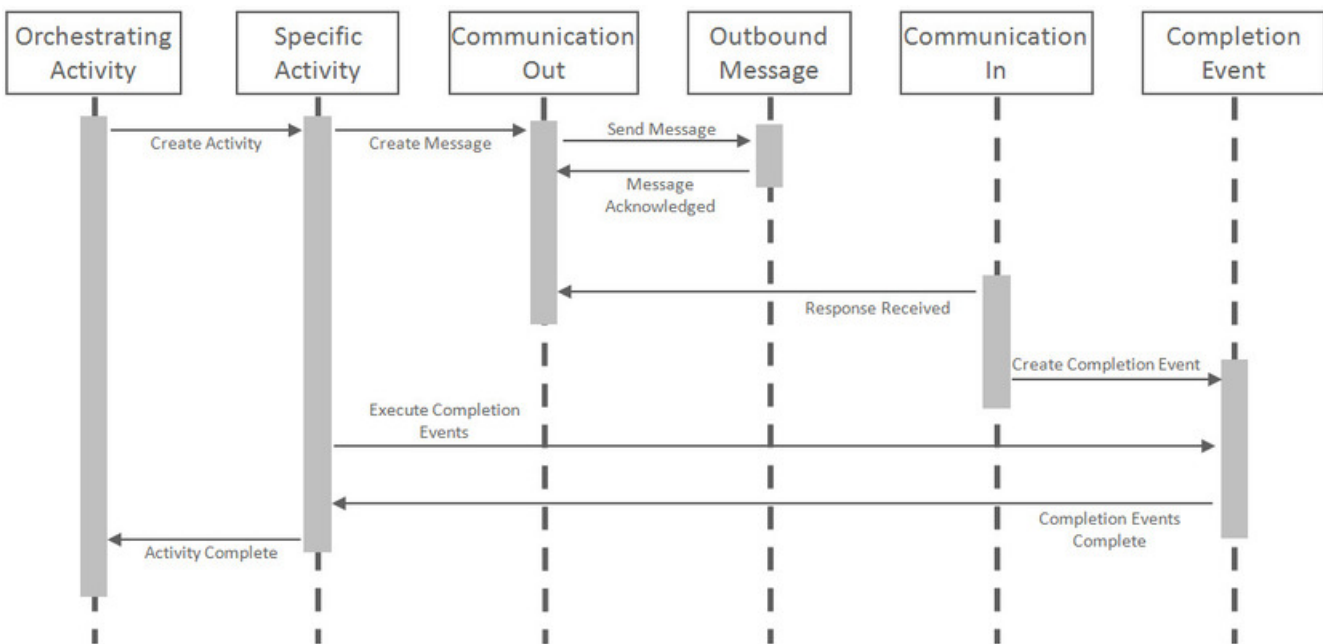 Orchestrating
Activity
Specific
Activity
Communication
Out
Outbound
Message
Communication
In
Completion
Event
Create Activity
Create Message
Send Message
Message
Acknowledged
Response Received
Create Completion Event
Execute Completion
Events
Completion Events
Complete
Activity Complete